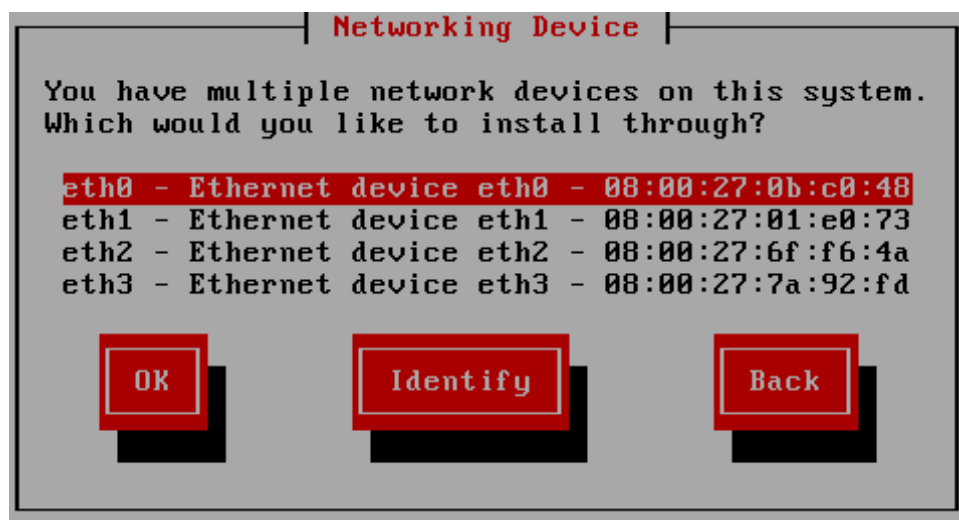 Networking Device
You have multiple network devices on this system.
Which would you like to install through?
eth0 - Ethernet device eth0 - 08:00:27:0b:c0:48
eth1 - Ethernet device eth1 - 08:00:27:01:e0:73
eth2 - Ethernet device eth2 - 08:00:27:6f:f6:4a
eth3 - Ethernet device eth3 - 08:00:27:7a:92:fd
OK Identify Back